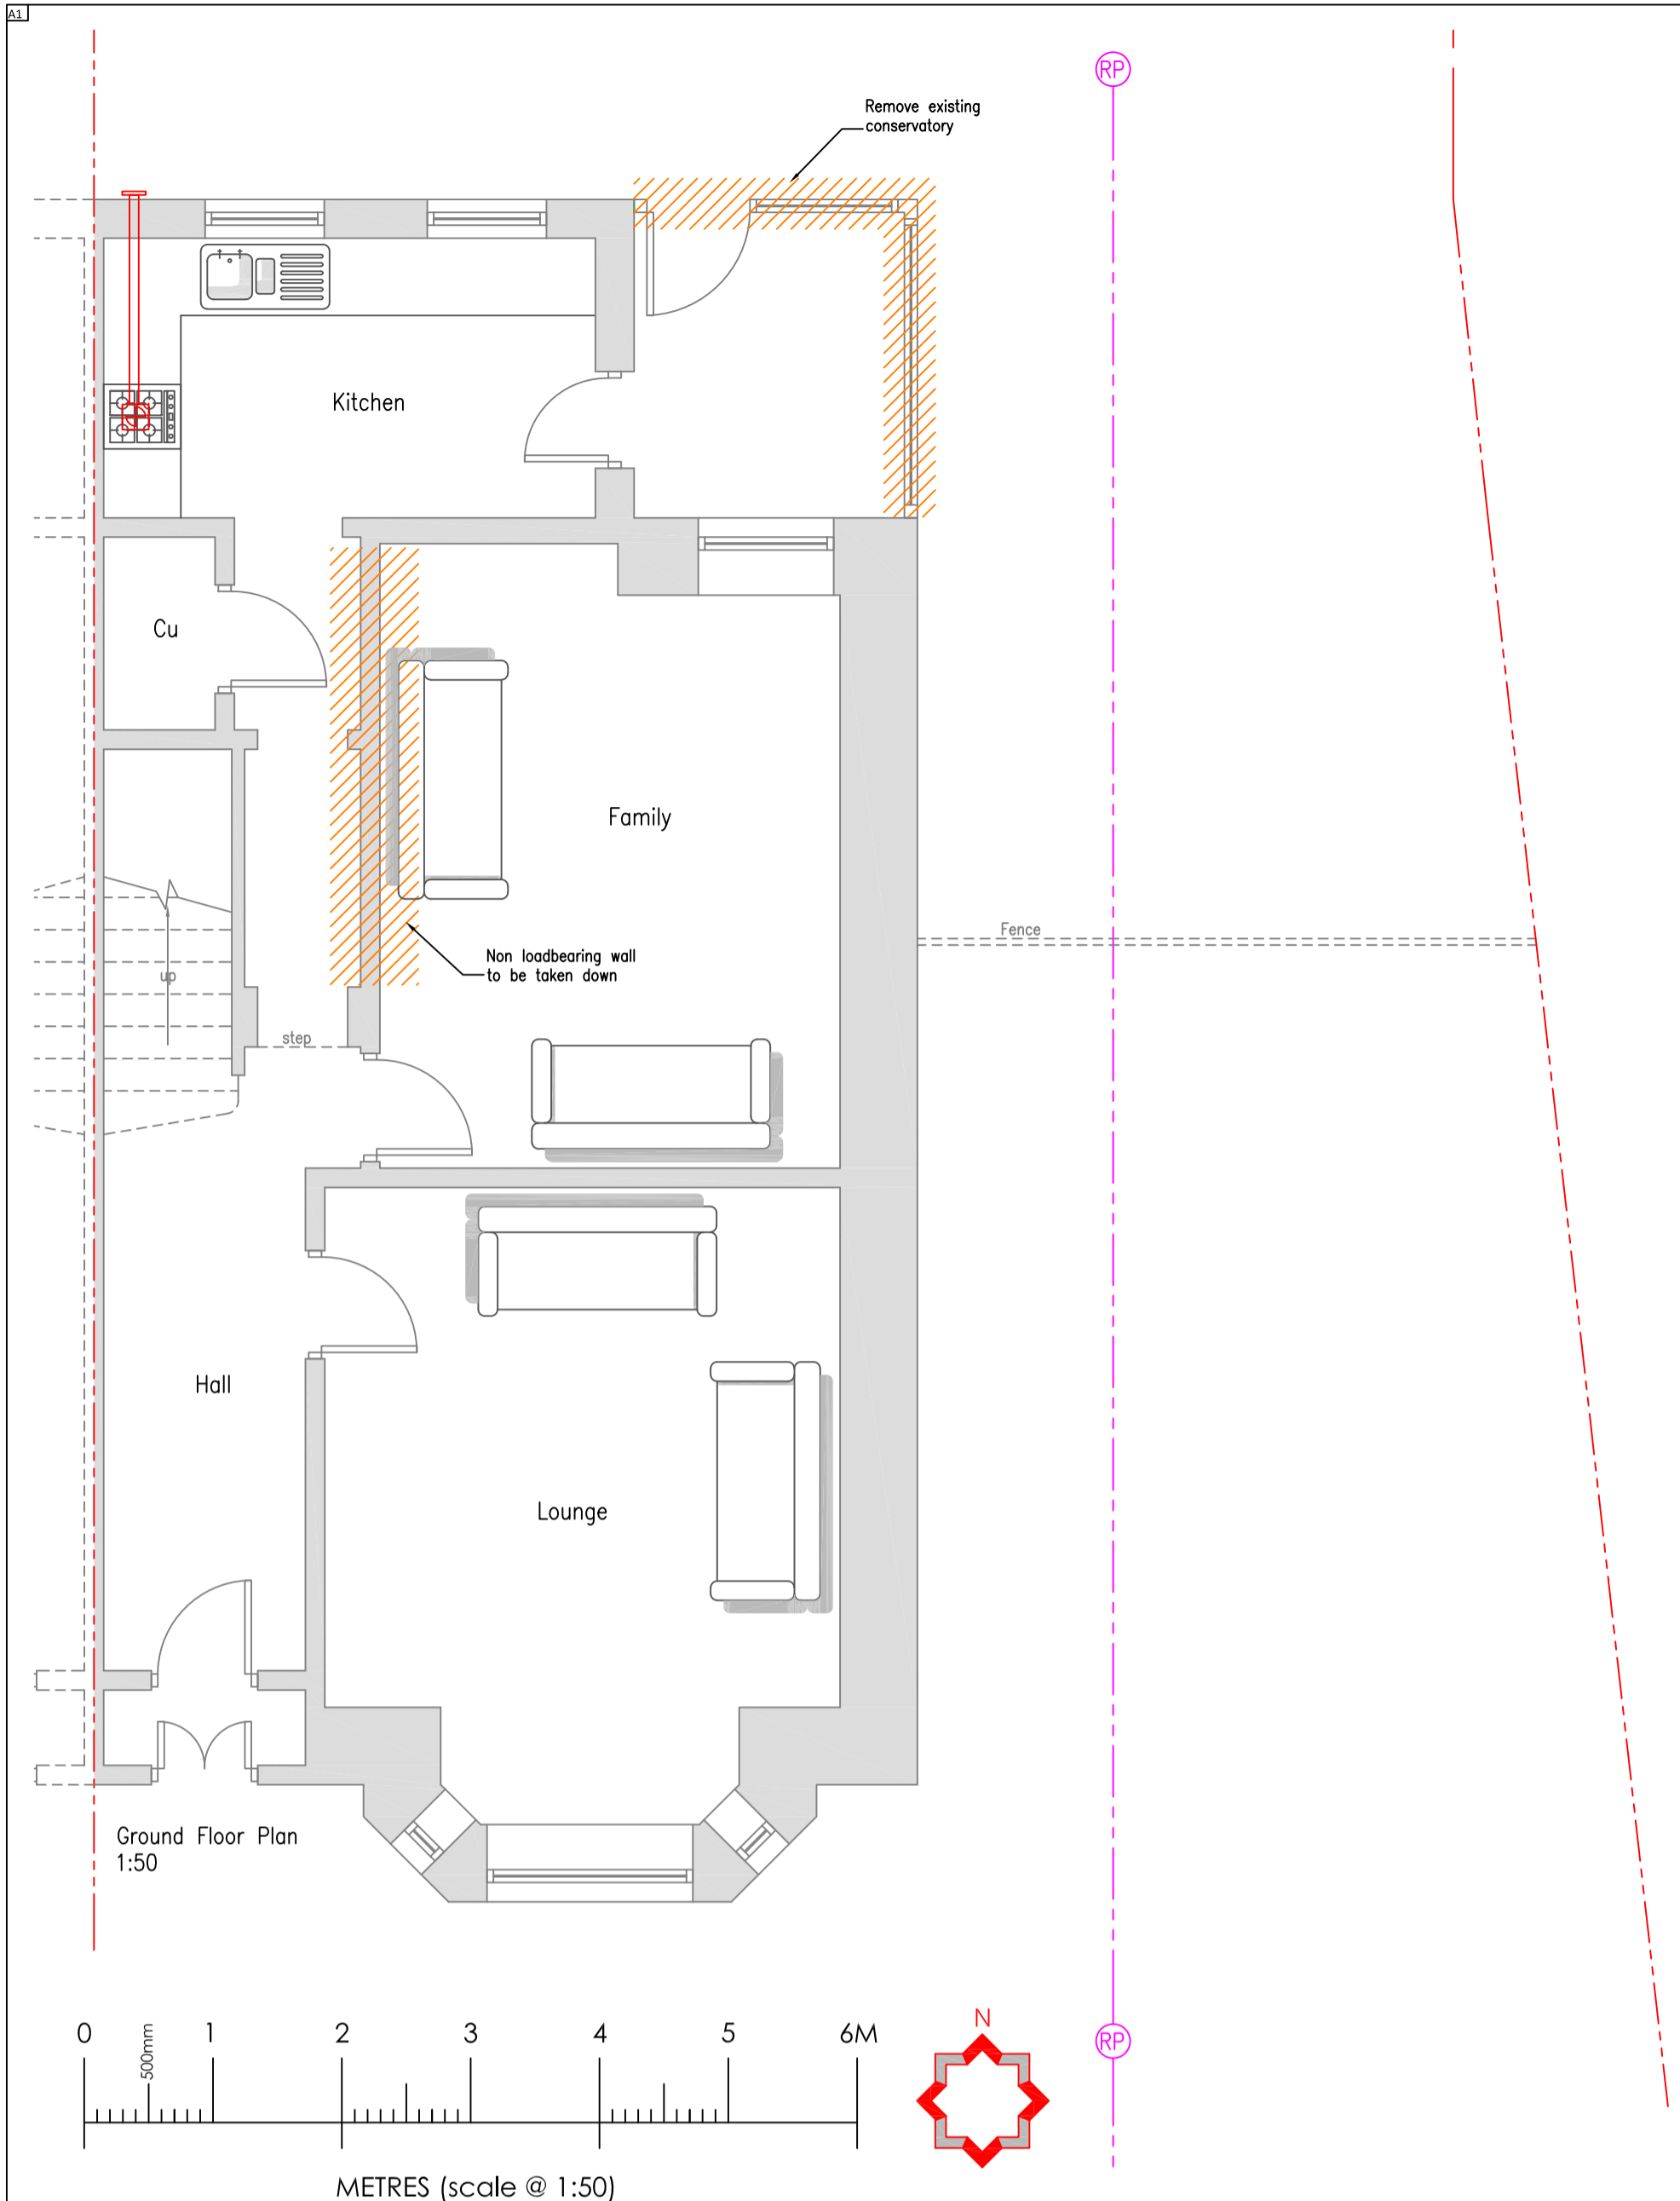 A1
RP
Remove existing
conservatory
Kitchen
Cu
Family
Fence
Non loadbearing wall
to be taken down
up
step
Hall
Lounge
Ground Floor Plan
1:50
0 1 2 3 4 5 6M
500mm
N
RP
METRES (scale @ 1:50)